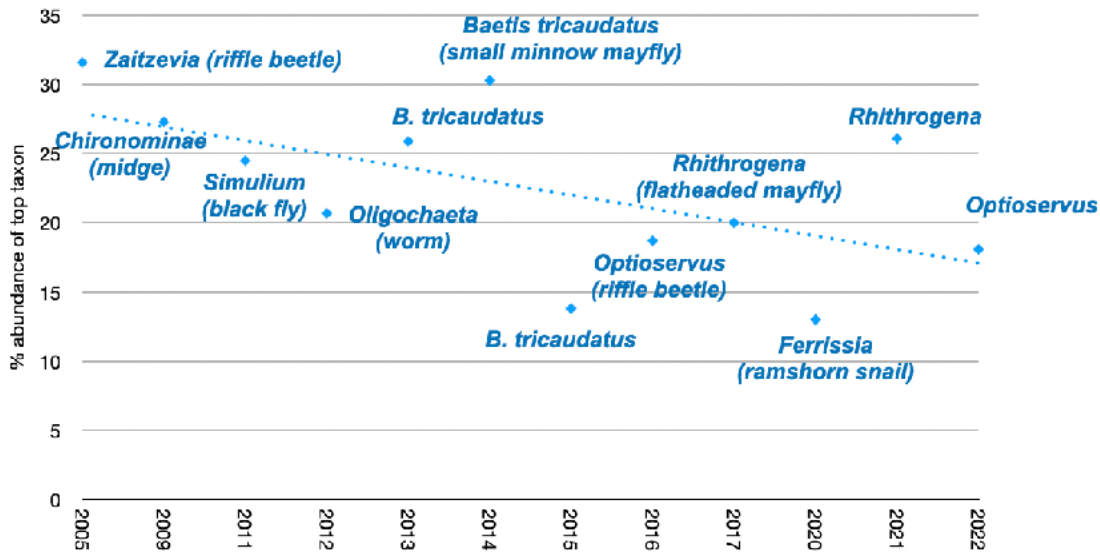 % abundance of top taxon
35
30
25
20
15
10
5
0
Zaitzevia (riffle beetle)
Chironominae
(midge)
Simulium
(black fly)
Oligochaeta
(worm)
B. tricaudatus
Baetis tricaudatus
(small minnow mayfly)
B. tricaudatus
Optioservus
(riffle beetle)
Rhithrogena
(flatheaded mayfly)
Ferrissia
(ramshorn snail)
Rhithrogena
Optioservus
2005
2009
2011
2012
2013
2014
2015
2016
2017
2020
2021
2022